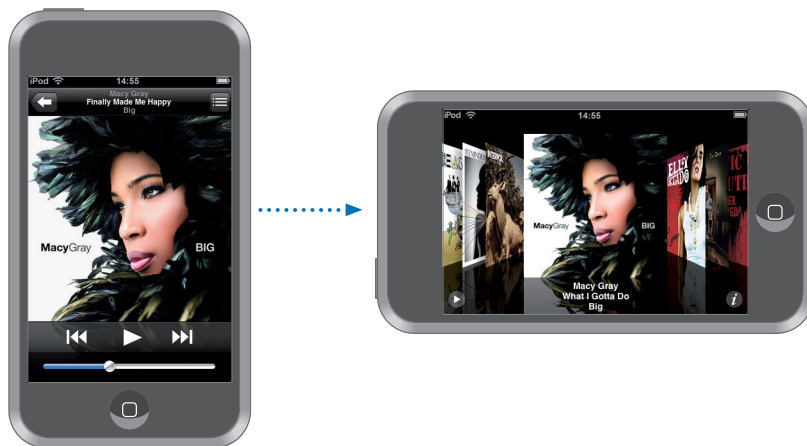 iPod 14:55
Macy Gray
Finally Made Me Happy
Big
MacyGray BIG
iPod 14:55
MacyGray BIG
Macy Gray
What I Gotta Do
Big
i